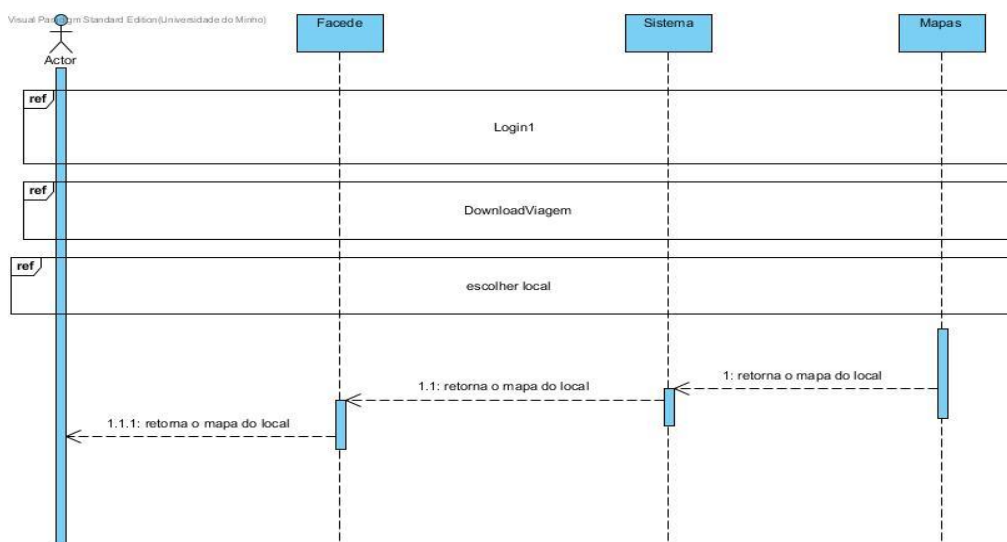 Visual Paradigm Standard Edition(Universidade do Minho)
Actor
Facede
Sistema
Mapas
ref
Login1
ref
DownloadViagem
ref
escolher local
1: retorna o mapa do local
1.1: retorna o mapa do local
1.1.1: retorna o mapa do local